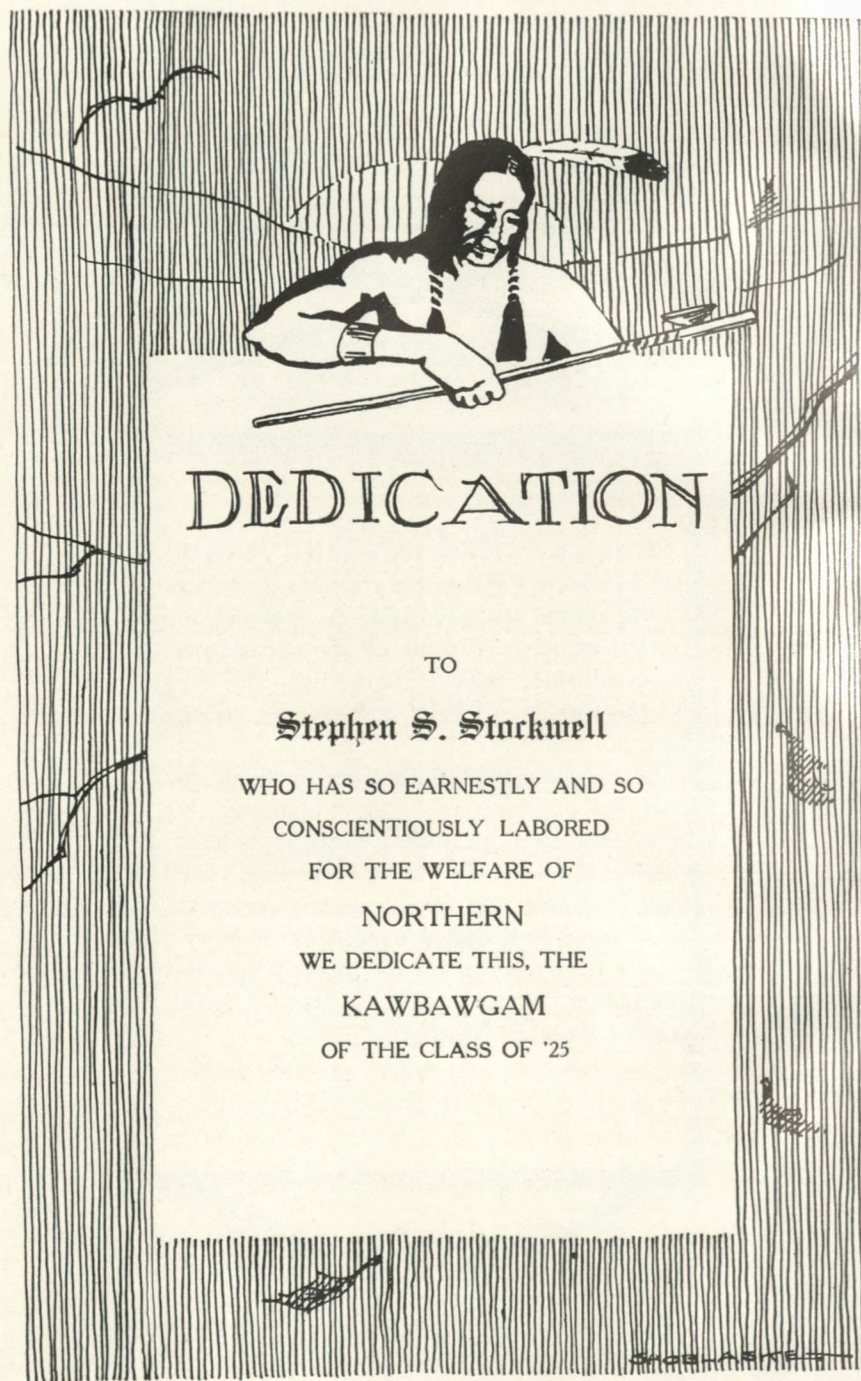 DEDICATION
TO
Stephen S. Stockwell
WHO HAS SO EARNESTLY AND SO
CONSCIENTIOUSLY LABORED
FOR THE WELFARE OF
NORTHERN
WE DEDICATE THIS, THE
KAWBAWGAM
OF THE CLASS OF '25